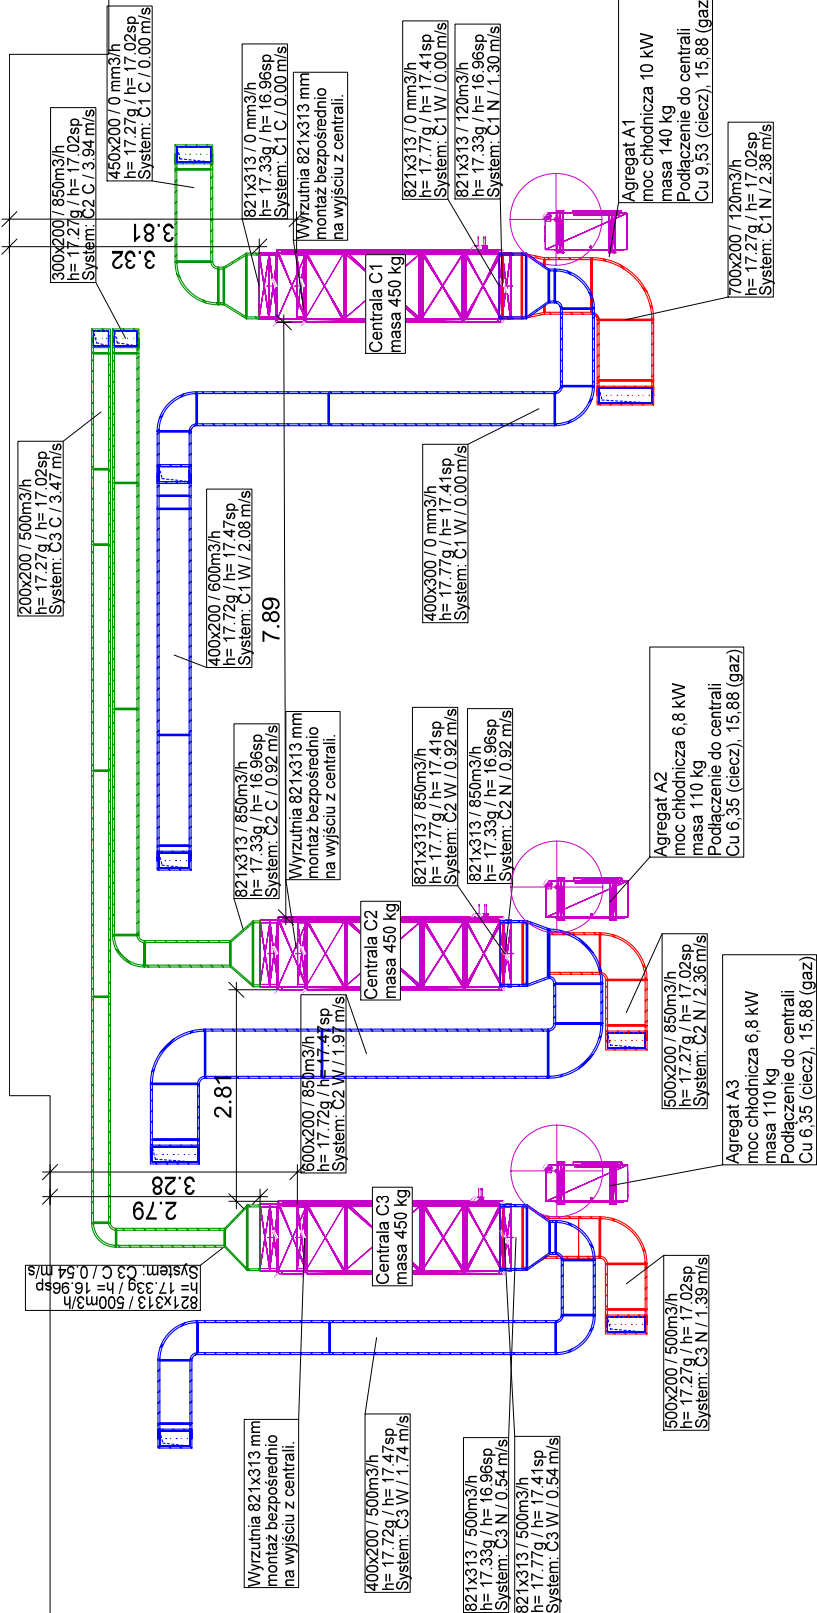 450x200 / 0 mm3/h
h= 17.27g / h= 17.02sp
System: C1 C / 0.00 m/s
300x200 / 850m3/h
h= 17.27g / h= 17.02sp
System: C2 C / 3.94 m/s
821x313 / 0 mm3/h
h= 17.33g / h= 16.96sp
System: C1 C / 0.00 m/s
Wyrzutnia 821x313 mm
montaż bezpośrednio
na wyjściu z centrali.
821x313 / 0 mm3/h
h= 17.77g / h= 17.41sp
System: C1 W / 0.00 m/s
821x313 / 120m3/h
h= 17.33g / h= 16.96sp
System: C1 N / 1.30 m/s
Agregat A1
moc chłodnicza 10 kW
masa 140 kg
Podłączenie do centrali
Cu 9,53 (ciecz), 15,88 (gaz)
700x200 / 120m3/h
h= 17.27g / h= 17.02sp
System: C1 N / 2.38 m/s
3.81
3.32
Centrala C1
masa 450 kg
200x200 / 500m3/h
h= 17.27g / h= 17.02sp
System: C3 C / 3.47 m/s
400x200 / 600m3/h
h= 17.72g / h= 17.47sp
System: C1 W / 2.08 m/s
7.89
400x300 / 0 mm3/h
h= 17.77g / h= 17.41sp
System: C1 W / 0.00 m/s
821x313 / 850m3/h
h= 17.33g / h= 16.96sp
System: C2 C / 0.92 m/s
Wyrzutnia 821x313 mm
montaż bezpośrednio
na wyjściu z centrali.
821x313 / 850m3/h
h= 17.77g / h= 17.41sp
System: C2 W / 0.92 m/s
821x313 / 850m3/h
h= 17.33g / h= 16.96sp
System: C2 N / 0.92 m/s
Agregat A2
moc chłodnicza 6,8 kW
masa 110 kg
Podłączenie do centrali
Cu 6,35 (ciecz), 15,88 (gaz)
Centrala C2
masa 450 kg
600x200 / 850m3/h
h= 17.72g / h= 17.47sp
System: C2 W / 1.97 m/s
2.81
500x200 / 850m3/h
h= 17.27g / h= 17.02sp
System: C2 N / 2.36 m/s
Agregat A3
moc chłodnicza 6,8 kW
masa 110 kg
Podłączenie do centrali
Cu 6,35 (ciecz), 15,88 (gaz)
3.28
2.79
Centrala C3
masa 450 kg
821x313 / 500m3/h
h= 17.33g / h= 16.96sp
System: C3 C / 0.54 m/s
500x200 / 500m3/h
h= 17.27g / h= 17.02sp
System: C3 N / 1.39 m/s
Wyrzutnia 821x313 mm
montaż bezpośrednio
na wyjściu z centrali.
400x200 / 500m3/h
h= 17.72g / h= 17.47sp
System: C3 W / 1.74 m/s
821x313 / 500m3/h
h= 17.33g / h= 16.96sp
System: C3 N / 0.54 m/s
821x313 / 500m3/h
h= 17.77g / h= 17.41sp
System: C3 W / 0.54 m/s